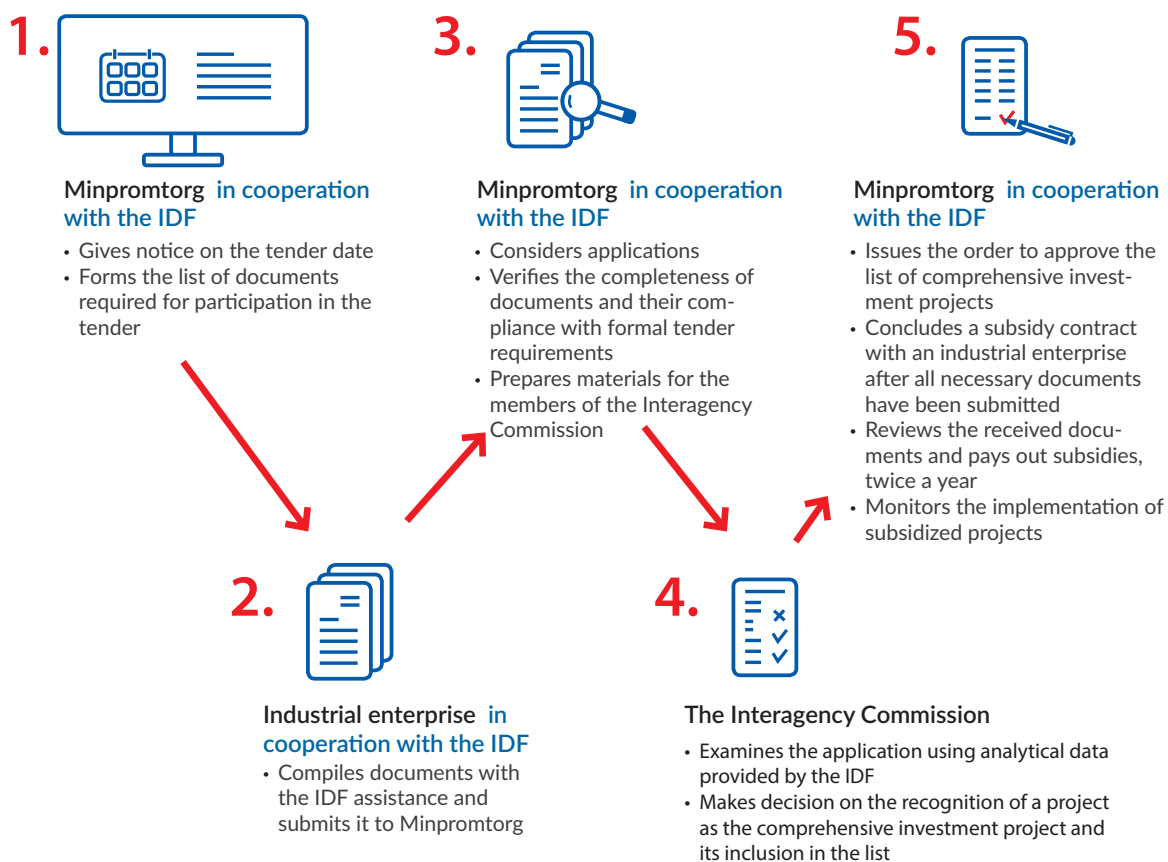 1.
Minpromtorg in cooperation
with the IDF
• Gives notice on the tender date
• Forms the list of documents
required for participation in the
tender
2.
Industrial enterprise in
cooperation with the IDF
• Compiles documents with
the IDF assistance and
submits it to Minpromtorg
3.
Minpromtorg in cooperation
with the IDF
• Considers applications
• Verifies the completeness of
documents and their com-
pliance with formal tender
requirements
• Prepares materials for the
members of the Interagency
Commission
4.
The Interagency Commission
• Examines the application using analytical data
provided by the IDF
• Makes decision on the recognition of a project
as the comprehensive investment project and
its inclusion in the list
5.
Minpromtorg in cooperation
with the IDF
• Issues the order to approve the
list of comprehensive invest-
ment projects
• Concludes a subsidy contract
with an industrial enterprise
after all necessary documents
have been submitted
• Reviews the received docu-
ments and pays out subsidies,
twice a year
• Monitors the implementation of
subsidized projects